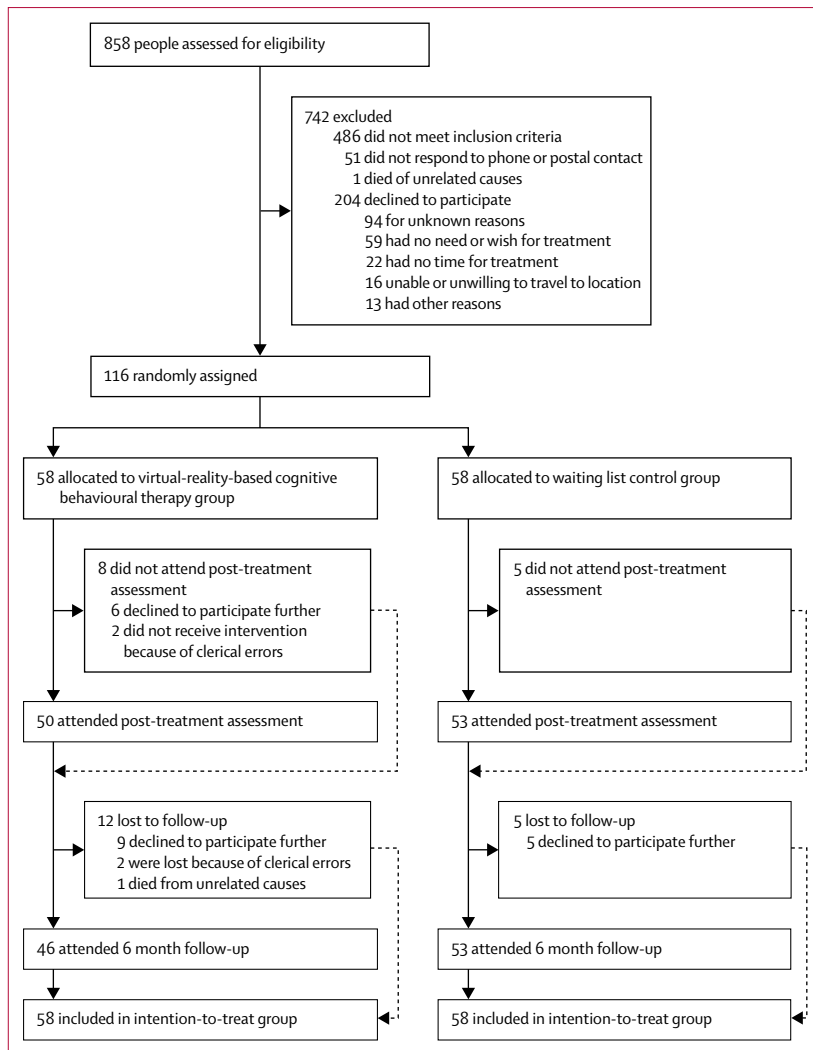 858 people assessed for eligibility
742 excluded
486 did not meet inclusion criteria
51 did not respond to phone or postal contact
1 died of unrelated causes
204 declined to participate
94 for unknown reasons
59 had no need or wish for treatment
22 had no time for treatment
16 unable or unwilling to travel to location
13 had other reasons
116 randomly assigned
58 allocated to virtual-reality-based cognitive
behavioural therapy group
58 allocated to waiting list control group
8 did not attend post-treatment
assessment
6 declined to participate further
2 did not receive intervention
because of clerical errors
5 did not attend post-treatment
assessment
50 attended post-treatment assessment
53 attended post-treatment assessment
12 lost to follow-up
9 declined to participate further
2 were lost because of clerical errors
1 died from unrelated causes
5 lost to follow-up
5 declined to participate further
46 attended 6 month follow-up
53 attended 6 month follow-up
58 included in intention-to-treat group
58 included in intention-to-treat group